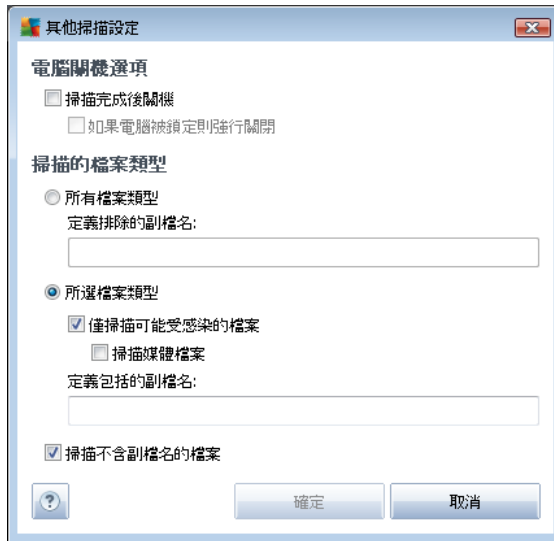 其他掃描設定
電腦關機選項
掃描完成後關機
如果電腦被鎖定則強行關閉
掃描的檔案類型
所有檔案類型
定義排除的副檔名:
所選檔案類型
僅掃描可能受感染的檔案
掃描媒體檔案
定義包括的副檔名:
掃描不含副檔名的檔案
? 確定 取消